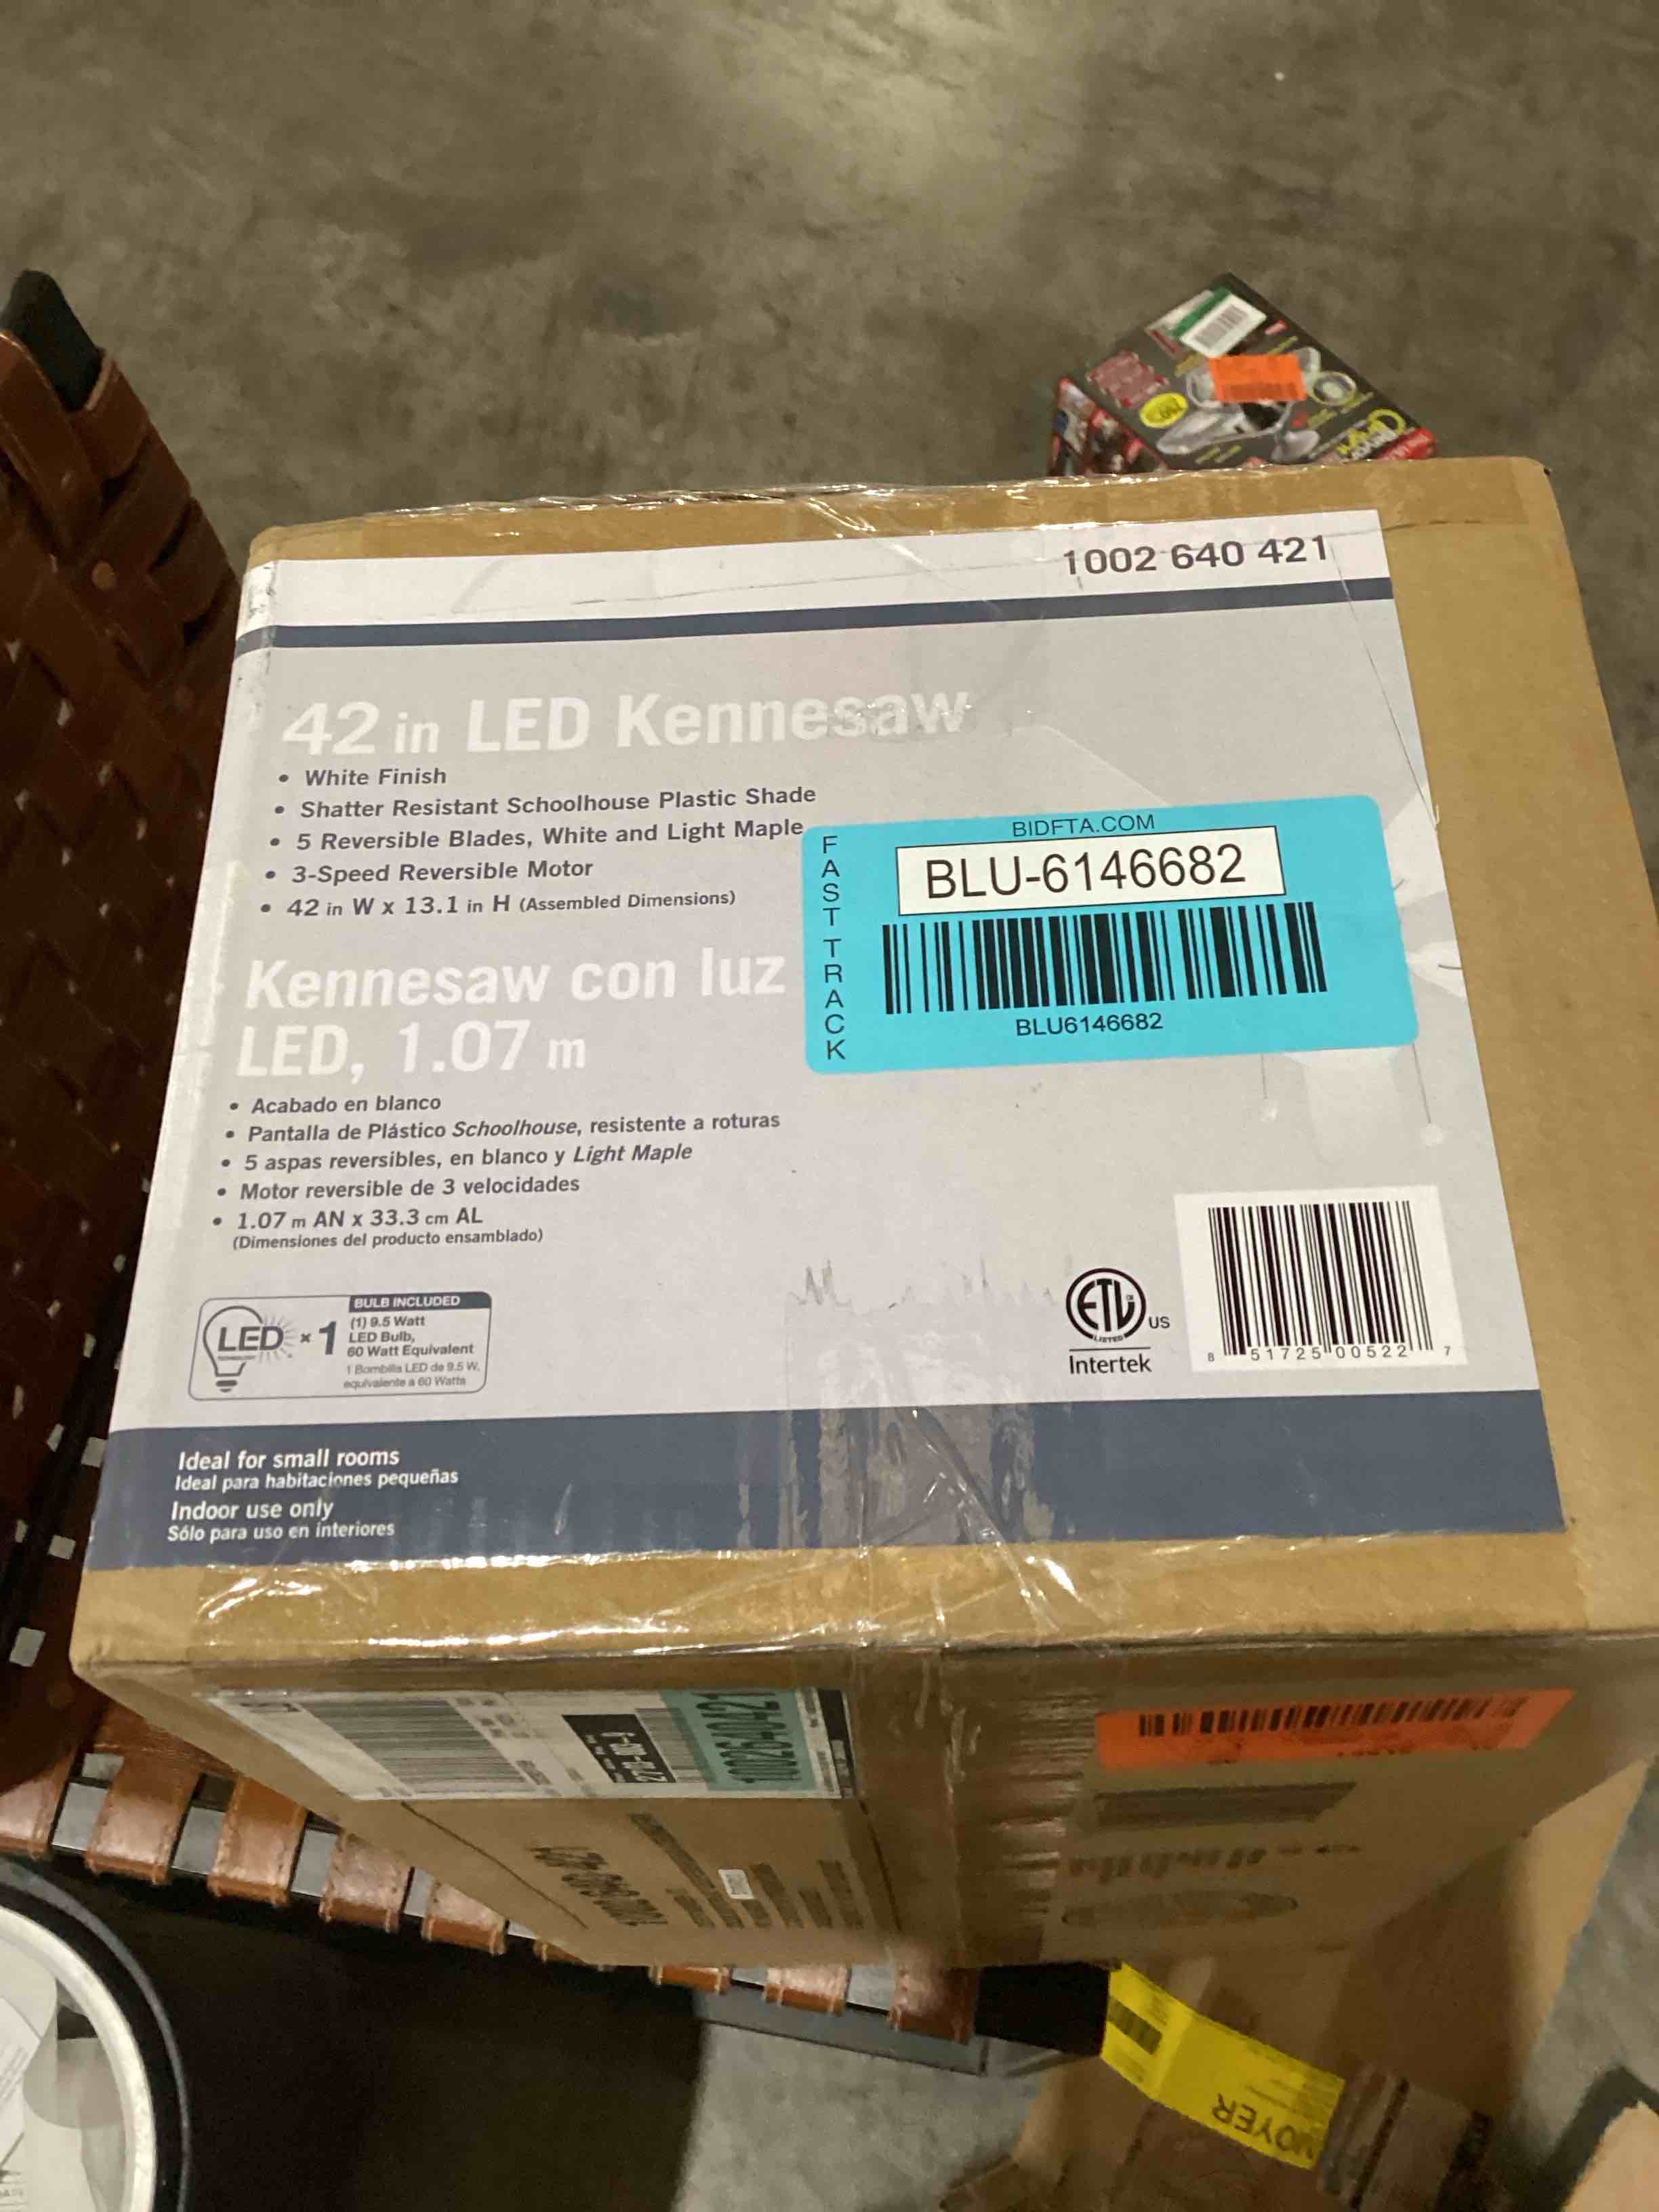 1002 640 421
42 in LED Kennesaw
• White Finish
• Shatter Resistant Schoolhouse Plastic Shade
• 5 Reversible Blades, White and Light Maple
• 3-Speed Reversible Motor
• 42 in W x 13.1 in H (Assembled Dimensions)
FAST TRACK
BIDFTA.COM
BLU-6146682
BLU6146682
Kennesaw con luz
LED, 1.07 m
• Acabado en blanco
• Pantalla de Plástico Schoolhouse, resistente a roturas
• 5 aspas reversibles, en blanco y Light Maple
• Motor reversible de 3 velocidades
• 1.07 m AN x 33.3 cm AL
(Dimensiones del producto ensamblado)
LED x 1
BULB INCLUDED
(1) 9.5 Watt
LED Bulb,
60 Watt Equivalent
1 Bombilla LED de 9.5 W,
equivalente a 60 Watts
ETL US
LISTED
Intertek
8 51725 00522 7
Ideal for small rooms
Ideal para habitaciones pequeñas
Indoor use only
Sólo para uso en interiores
1002640421
1002-640-421